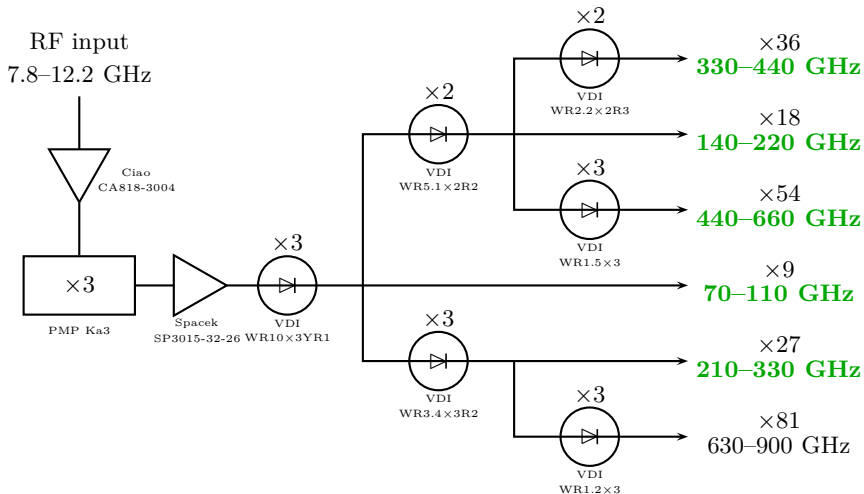 RF input
7.8–12.2 GHz
Ciao
CA818-3004
×3
PMP Ka3
Spacek
SP3015-32-26
×3
VDI
WR10×3YR1
×2
VDI
WR5.1×2R2
×2
VDI
WR2.2×2R3
×36
330–440 GHz
×18
140–220 GHz
×3
VDI
WR1.5×3
×54
440–660 GHz
×9
70–110 GHz
×3
VDI
WR3.4×3R2
×27
210–330 GHz
×3
VDI
WR1.2×3
×81
630–900 GHz